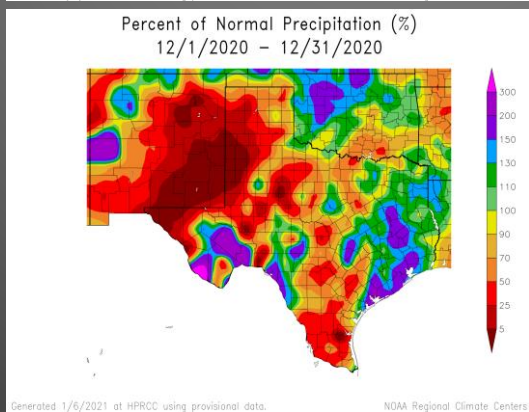 Percent of Normal Precipitation (%)
12/1/2020 – 12/31/2020
300
200
150
130
110
100
90
70
50
25
5
Generated 1/6/2021 at HPRCC using provisional data.
NOAA Regional Climate Centers